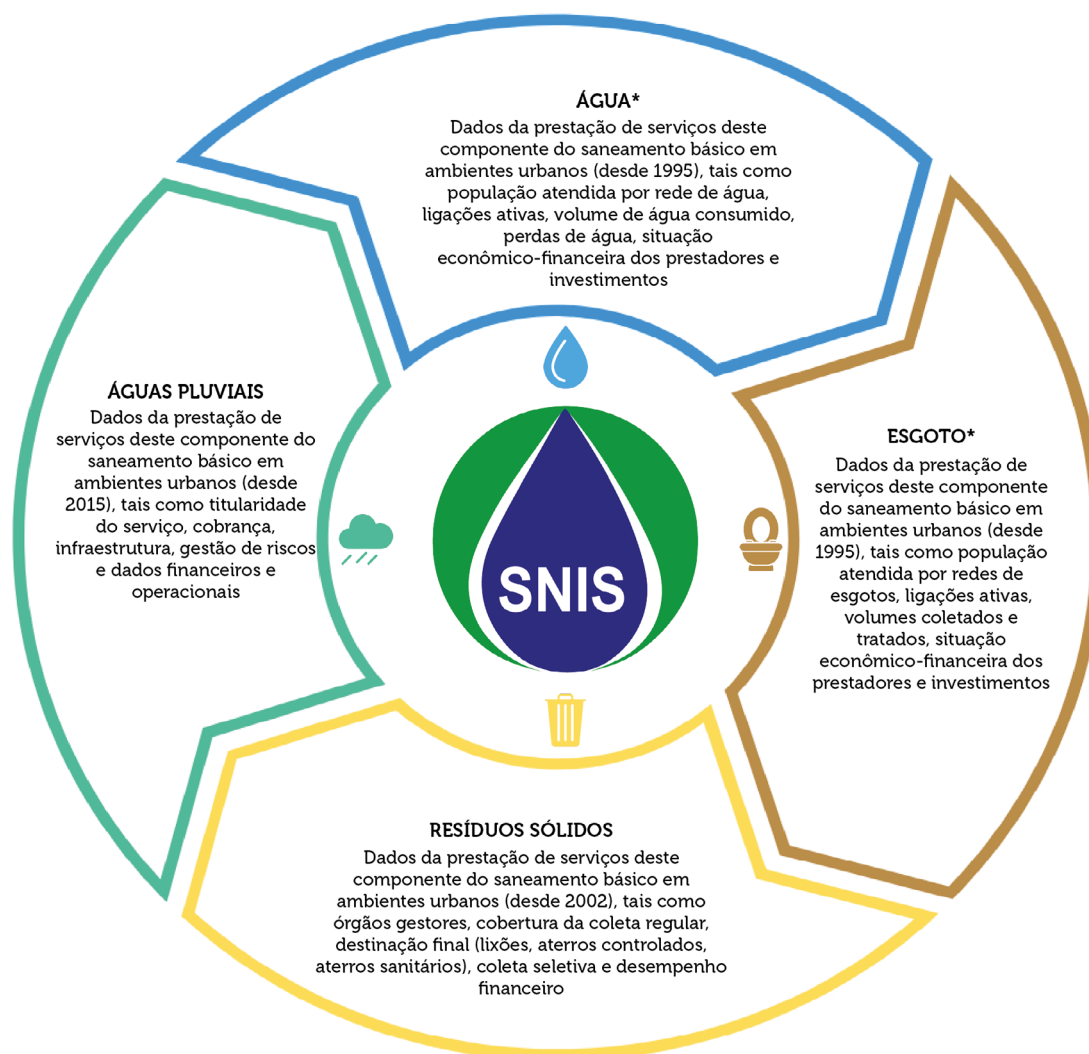 ÁGUA*
Dados da prestação de serviços deste
componente do saneamento básico em
ambientes urbanos (desde 1995), tais como
população atendida por rede de água,
ligações ativas, volume de água consumido,
perdas de água, situação
econômico-financeira dos prestadores e
investimentos
ÁGUAS PLUVIAIS
Dados da prestação de
serviços deste componente do
saneamento básico em
ambientes urbanos (desde
2015), tais como titularidade
do serviço, cobrança,
infraestrutura, gestão de riscos
e dados financeiros e
operacionais
SNIS
ESGOTO*
Dados da prestação de
serviços deste componente
do saneamento básico em
ambientes urbanos (desde
1995), tais como população
atendida por redes de
esgotos, ligações ativas,
volumes coletados e
tratados, situação
econômico-financeira dos
prestadores e investimentos
RESÍDUOS SÓLIDOS
Dados da prestação de serviços deste
componente do saneamento básico em
ambientes urbanos (desde 2002), tais como
órgãos gestores, cobertura da coleta regular,
destinação final (lixões, aterros controlados,
aterros sanitários), coleta seletiva e desempenho
financeiro